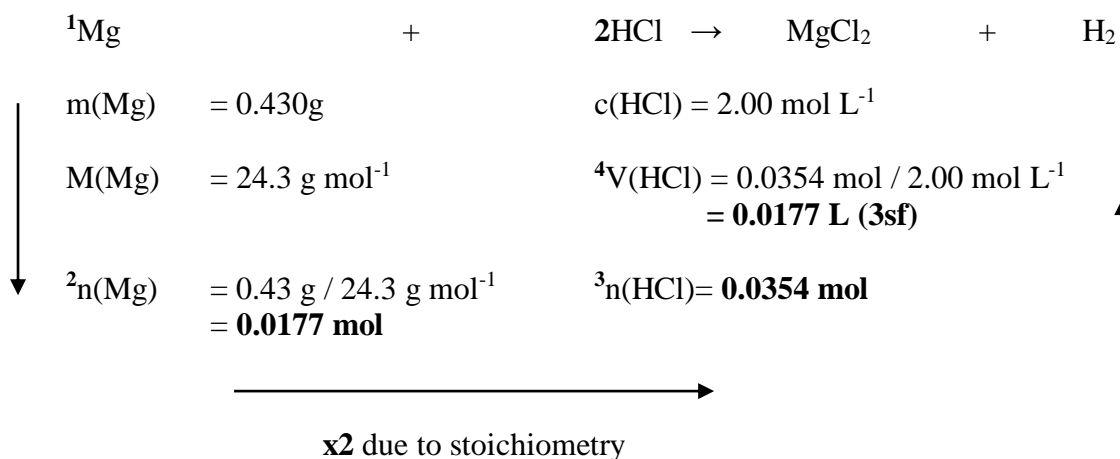 ¹Mg + 2HCl → MgCl₂ + H₂
m(Mg) = 0.430g c(HCl) = 2.00 mol L⁻¹
M(Mg) = 24.3 g mol⁻¹ ⁴V(HCl) = 0.0354 mol / 2.00 mol L⁻¹
= 0.0177 L (3sf)
²n(Mg) = 0.43 g / 24.3 g mol⁻¹ ³n(HCl)= 0.0354 mol
= 0.0177 mol
x2 due to stoichiometry